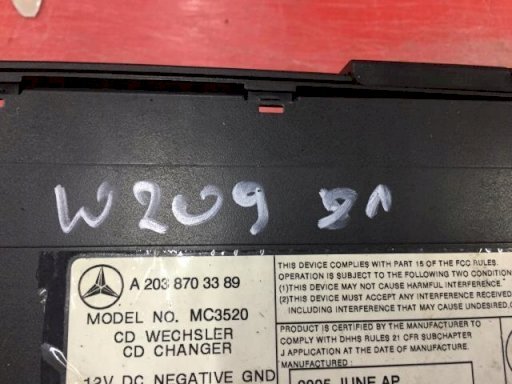 W209
A 203 870 33 89
MODEL NO. MC3520
CD WECHSLER
CD CHANGER
12V DC NEGATIVE GND
THIS DEVICE COMPLIES WITH PART 15 OF THE FCC RULES.
OPERATION IS SUBJECT TO THE FOLLOWING TWO CONDITION
(1)THIS DEVICE MAY NOT CAUSE HARMFUL INTERFERENCE.
(2)THIS DEVICE MUST ACCEPT ANY INTERFERENCE RECEIVED
INCLUDING INTERFERENCE THAT MAY CAUSE UNDESIRED
PRODUCT IS CERTIFIED BY THE MANUFACTURER TO
COMPLY WITH DHHS RULES 21 CFR SUBCHAPTER
J APPLICATION AT THE DATE OF MANUFACTURE.
MANUFACTURED:
2005 JUNE AP